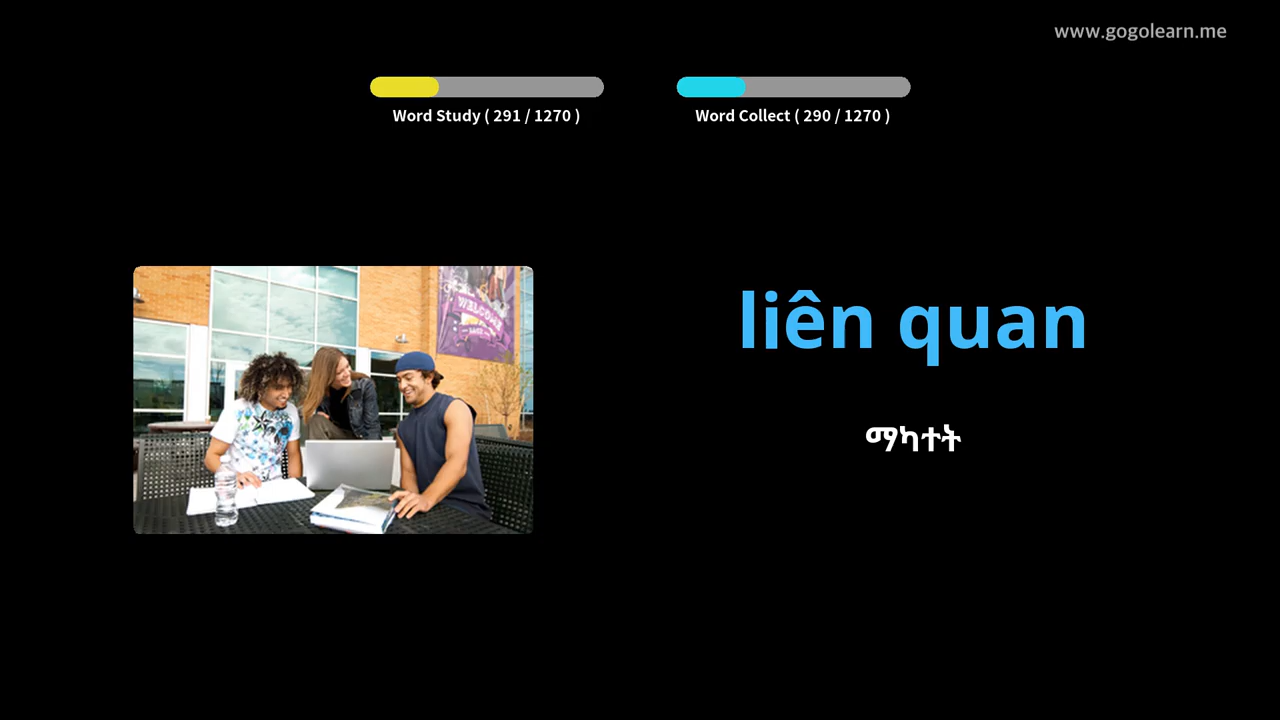 www.gogolearn.me
Word Study ( 291 / 1270 )
Word Collect ( 290 / 1270 )
liên quan
ማካተት